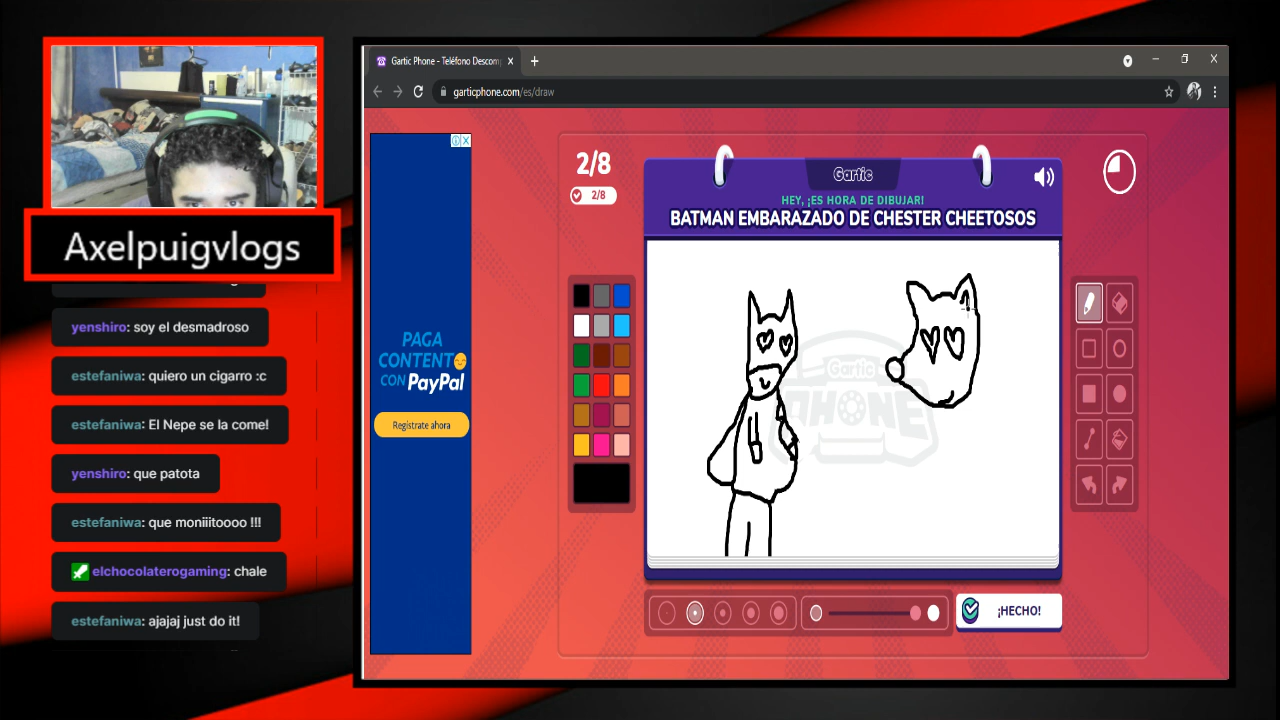 Axelpuigvlogs
yenshiro: soy el desmadroso
estefaniwa: quiero un cigarro :c
estefaniwa: El Nepe se la come!
yenshiro: que patota
estefaniwa: que moniiitoooo !!!
elchocolaterogaming: chale
estefaniwa: ajajaj just do it!
Gartic Phone - Teléfono Descom
garticphone.com/es/draw
PAGA
CONTENT
CON PayPal
Regístrate ahora
2/8
2/8
Gartic
HEY, ¡ES HORA DE DIBUJAR!
BATMAN EMBARAZADO DE CHESTER CHEETOSOS
Gartic
PHONE
¡HECHO!